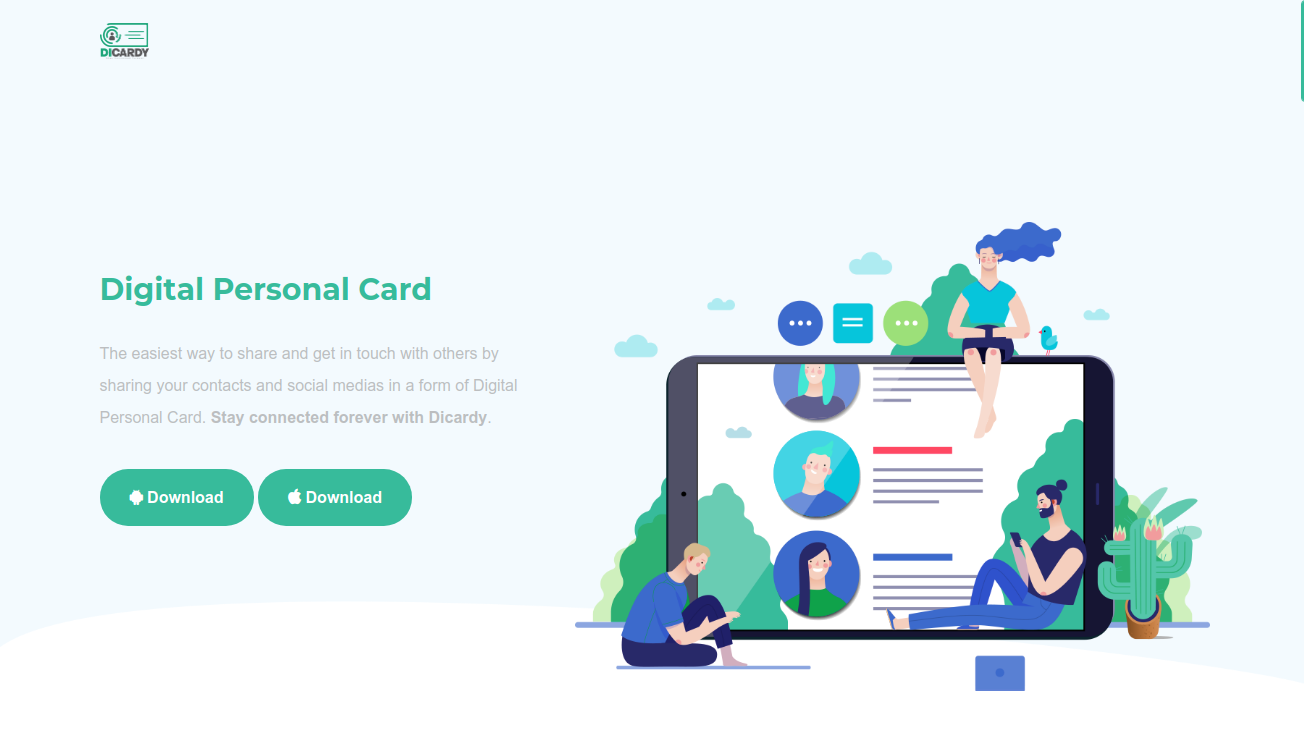 DICARDY
Digital Personal Card
The easiest way to share and get in touch with others by
sharing your contacts and social medias in a form of Digital
Personal Card. Stay connected forever with Dicardy.
Download Download